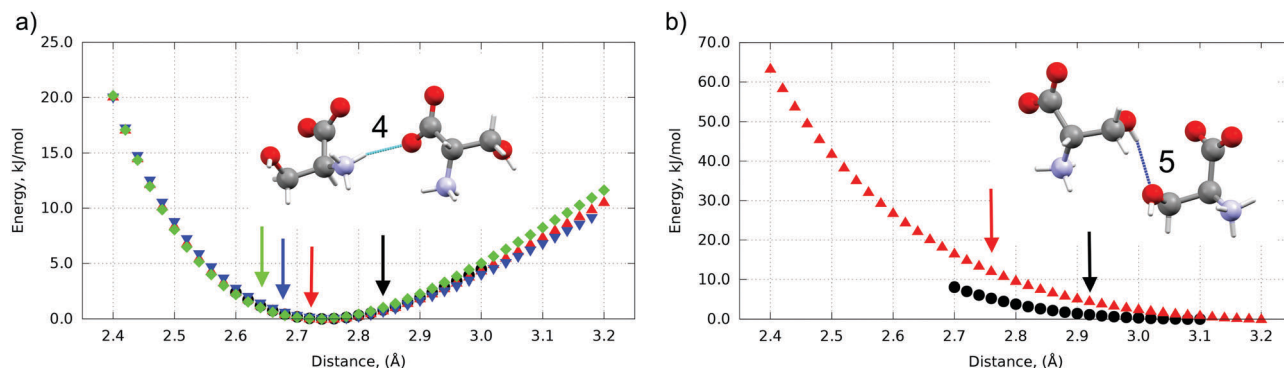 a)
25.0
20.0
15.0
10.0
5.0
0.0
Energy, kJ/mol
4
2.4 2.5 2.6 2.7 2.8 2.9 3.0 3.1 3.2
Distance, (Å)
b)
70.0
60.0
50.0
40.0
30.0
20.0
10.0
0.0
Energy, kJ/mol
5
2.4 2.5 2.6 2.7 2.8 2.9 3.0 3.1 3.2
Distance, (Å)